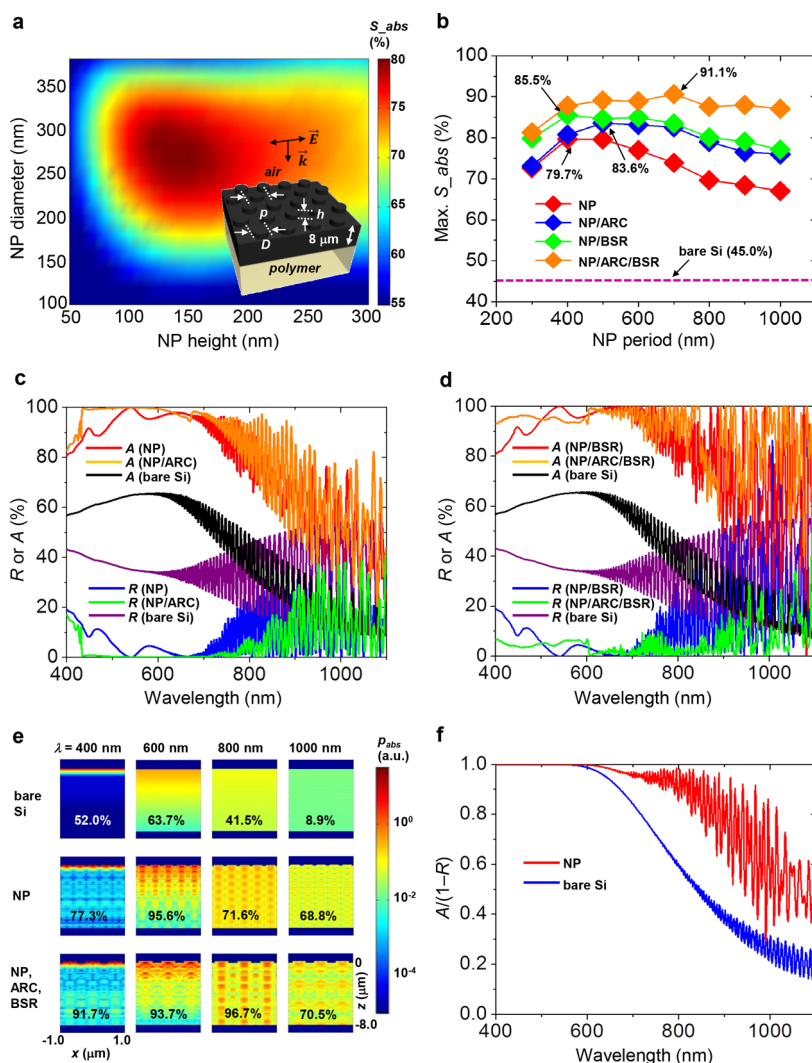 a
S_abs
(%)
NP diameter (nm)
350
300
250
200
150
100
50
100
150
200
250
300
NP height (nm)
80
75
70
65
60
55
E
k
air
p
h
D
8 μm
polymer
b
Max. S_abs (%)
100
90
80
70
60
50
40
85.5%
91.1%
79.7%
83.6%
NP
NP/ARC
NP/BSR
NP/ARC/BSR
bare Si (45.0%)
200
400
600
800
1000
NP period (nm)
c
R or A (%)
100
80
60
40
20
0
A (NP)
A (NP/ARC)
A (bare Si)
R (NP)
R (NP/ARC)
R (bare Si)
400
600
800
1000
Wavelength (nm)
d
R or A (%)
100
80
60
40
20
0
A (NP/BSR)
A (NP/ARC/BSR)
A (bare Si)
R (NP/BSR)
R (NP/ARC/BSR)
R (bare Si)
400
600
800
1000
Wavelength (nm)
e
λ = 400 nm 600 nm 800 nm 1000 nm
p_abs
(a.u.)
bare
Si
52.0% 63.7% 41.5% 8.9%
NP
77.3% 95.6% 71.6% 68.8%
NP,
ARC,
BSR
91.7% 93.7% 96.7% 70.5%
10⁰
10⁻²
10⁻⁴
0
z (μm)
-8.0
-1.0 1.0
x (μm)
f
A/(1–R)
1.0
0.8
0.6
0.4
0.2
0.0
NP
bare Si
400
600
800
1000
Wavelength (nm)